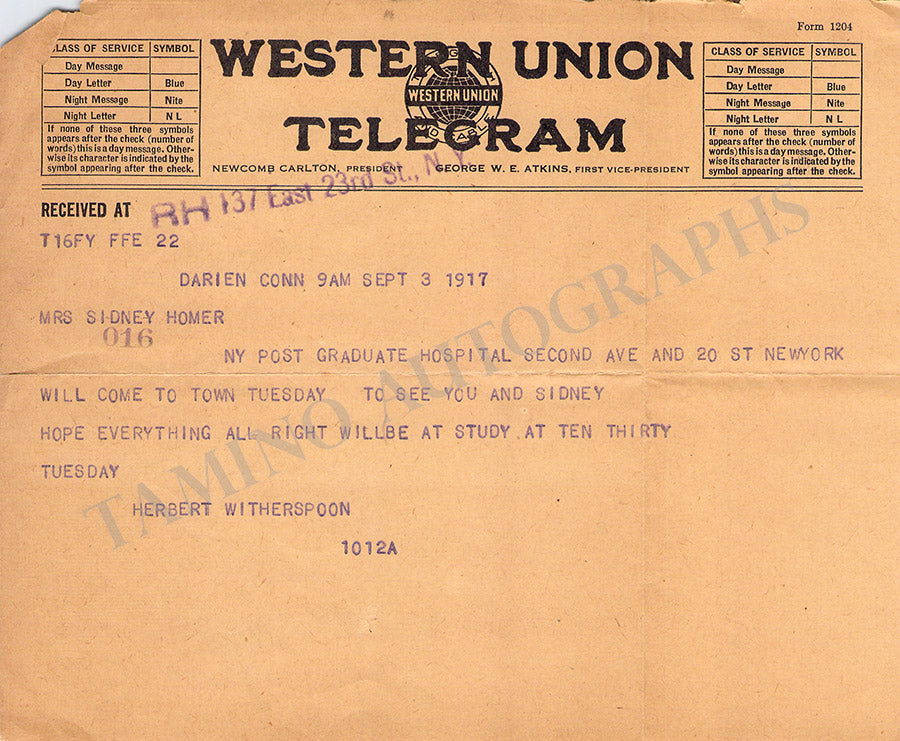 Form 1204
CLASS OF SERVICE SYMBOL
Day Message
Day Letter Blue
Night Message Nite
Night Letter N L
If none of these three symbols
appears after the check (number of
words) this is a day message. Other-
wise its character is indicated by the
symbol appearing after the check.
WESTERN UNION
WESTERN UNION
TELEGRAM
NEWCOMB CARLTON, PRESIDENT GEORGE W. E. ATKINS, FIRST VICE-PRESIDENT
CLASS OF SERVICE SYMBOL
Day Message
Day Letter Blue
Night Message Nite
Night Letter N L
If none of these three symbols
appears after the check (number of
words) this is a day message. Other-
wise its character is indicated by the
symbol appearing after the check.
RECEIVED AT RH 137 East 23rd St., N. Y.
T16FY FFE 22
DARIEN CONN 9AM SEPT 3 1917
MRS SIDNEY HOMER
016
NY POST GRADUATE HOSPITAL SECOND AVE AND 20 ST NEWYORK
WILL COME TO TOWN TUESDAY TO SEE YOU AND SIDNEY
HOPE EVERYTHING ALL RIGHT WILLBE AT STUDY AT TEN THIRTY
TUESDAY
HERBERT WITHERSPOON
1012A
TAMINO AUTOGRAPHS